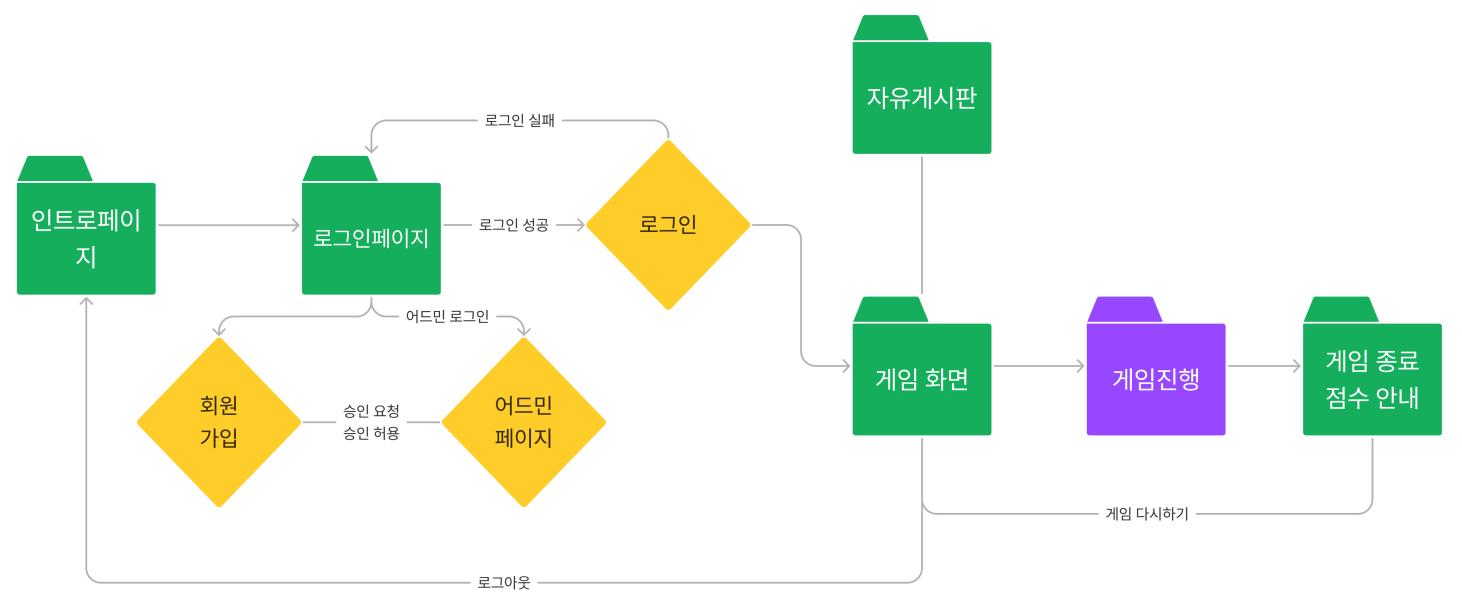 자유게시판
로그인 실패
인트로페이
지
로그인페이지
로그인 성공
로그인
어드민 로그인
회원
가입
승인 요청
승인 허용
어드민
페이지
게임 화면
게임진행
게임 종료
점수 안내
게임 다시하기
로그아웃